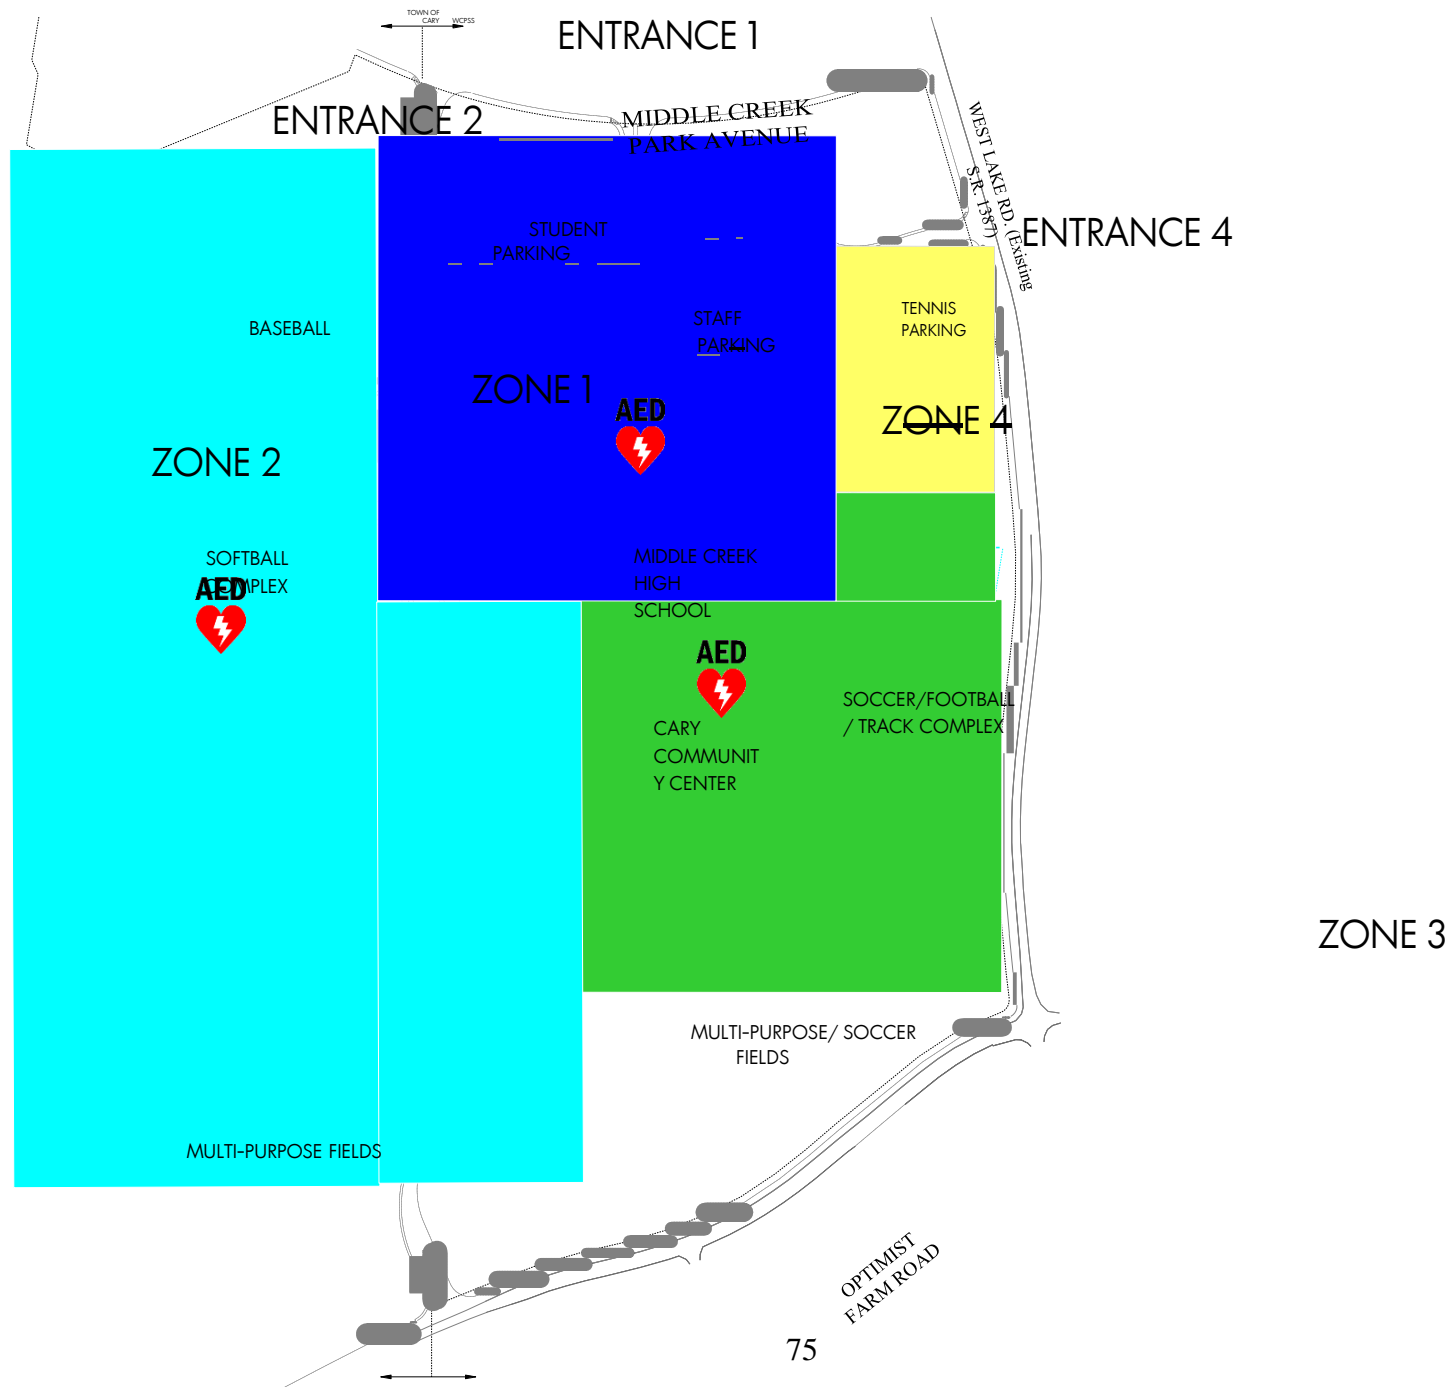 TOWN OF
CARY WCPSS
ENTRANCE 1
ENTRANCE 2
MIDDLE CREEK
PARK AVENUE
WEST LAKE RD. (Existing
S.R. 1387)
ENTRANCE 4
STUDENT
PARKING
STAFF
PARKING
TENNIS
PARKING
BASEBALL
ZONE 1
AED
ZONE 4
ZONE 2
SOFTBALL
COMPLEX
AED
MIDDLE CREEK
HIGH
SCHOOL
AED
SOCCER/FOOTBALL
/ TRACK COMPLEX
CARY
COMMUNIT
Y CENTER
ZONE 3
MULTI-PURPOSE/ SOCCER
FIELDS
MULTI-PURPOSE FIELDS
OPTIMIST
FARM ROAD
75